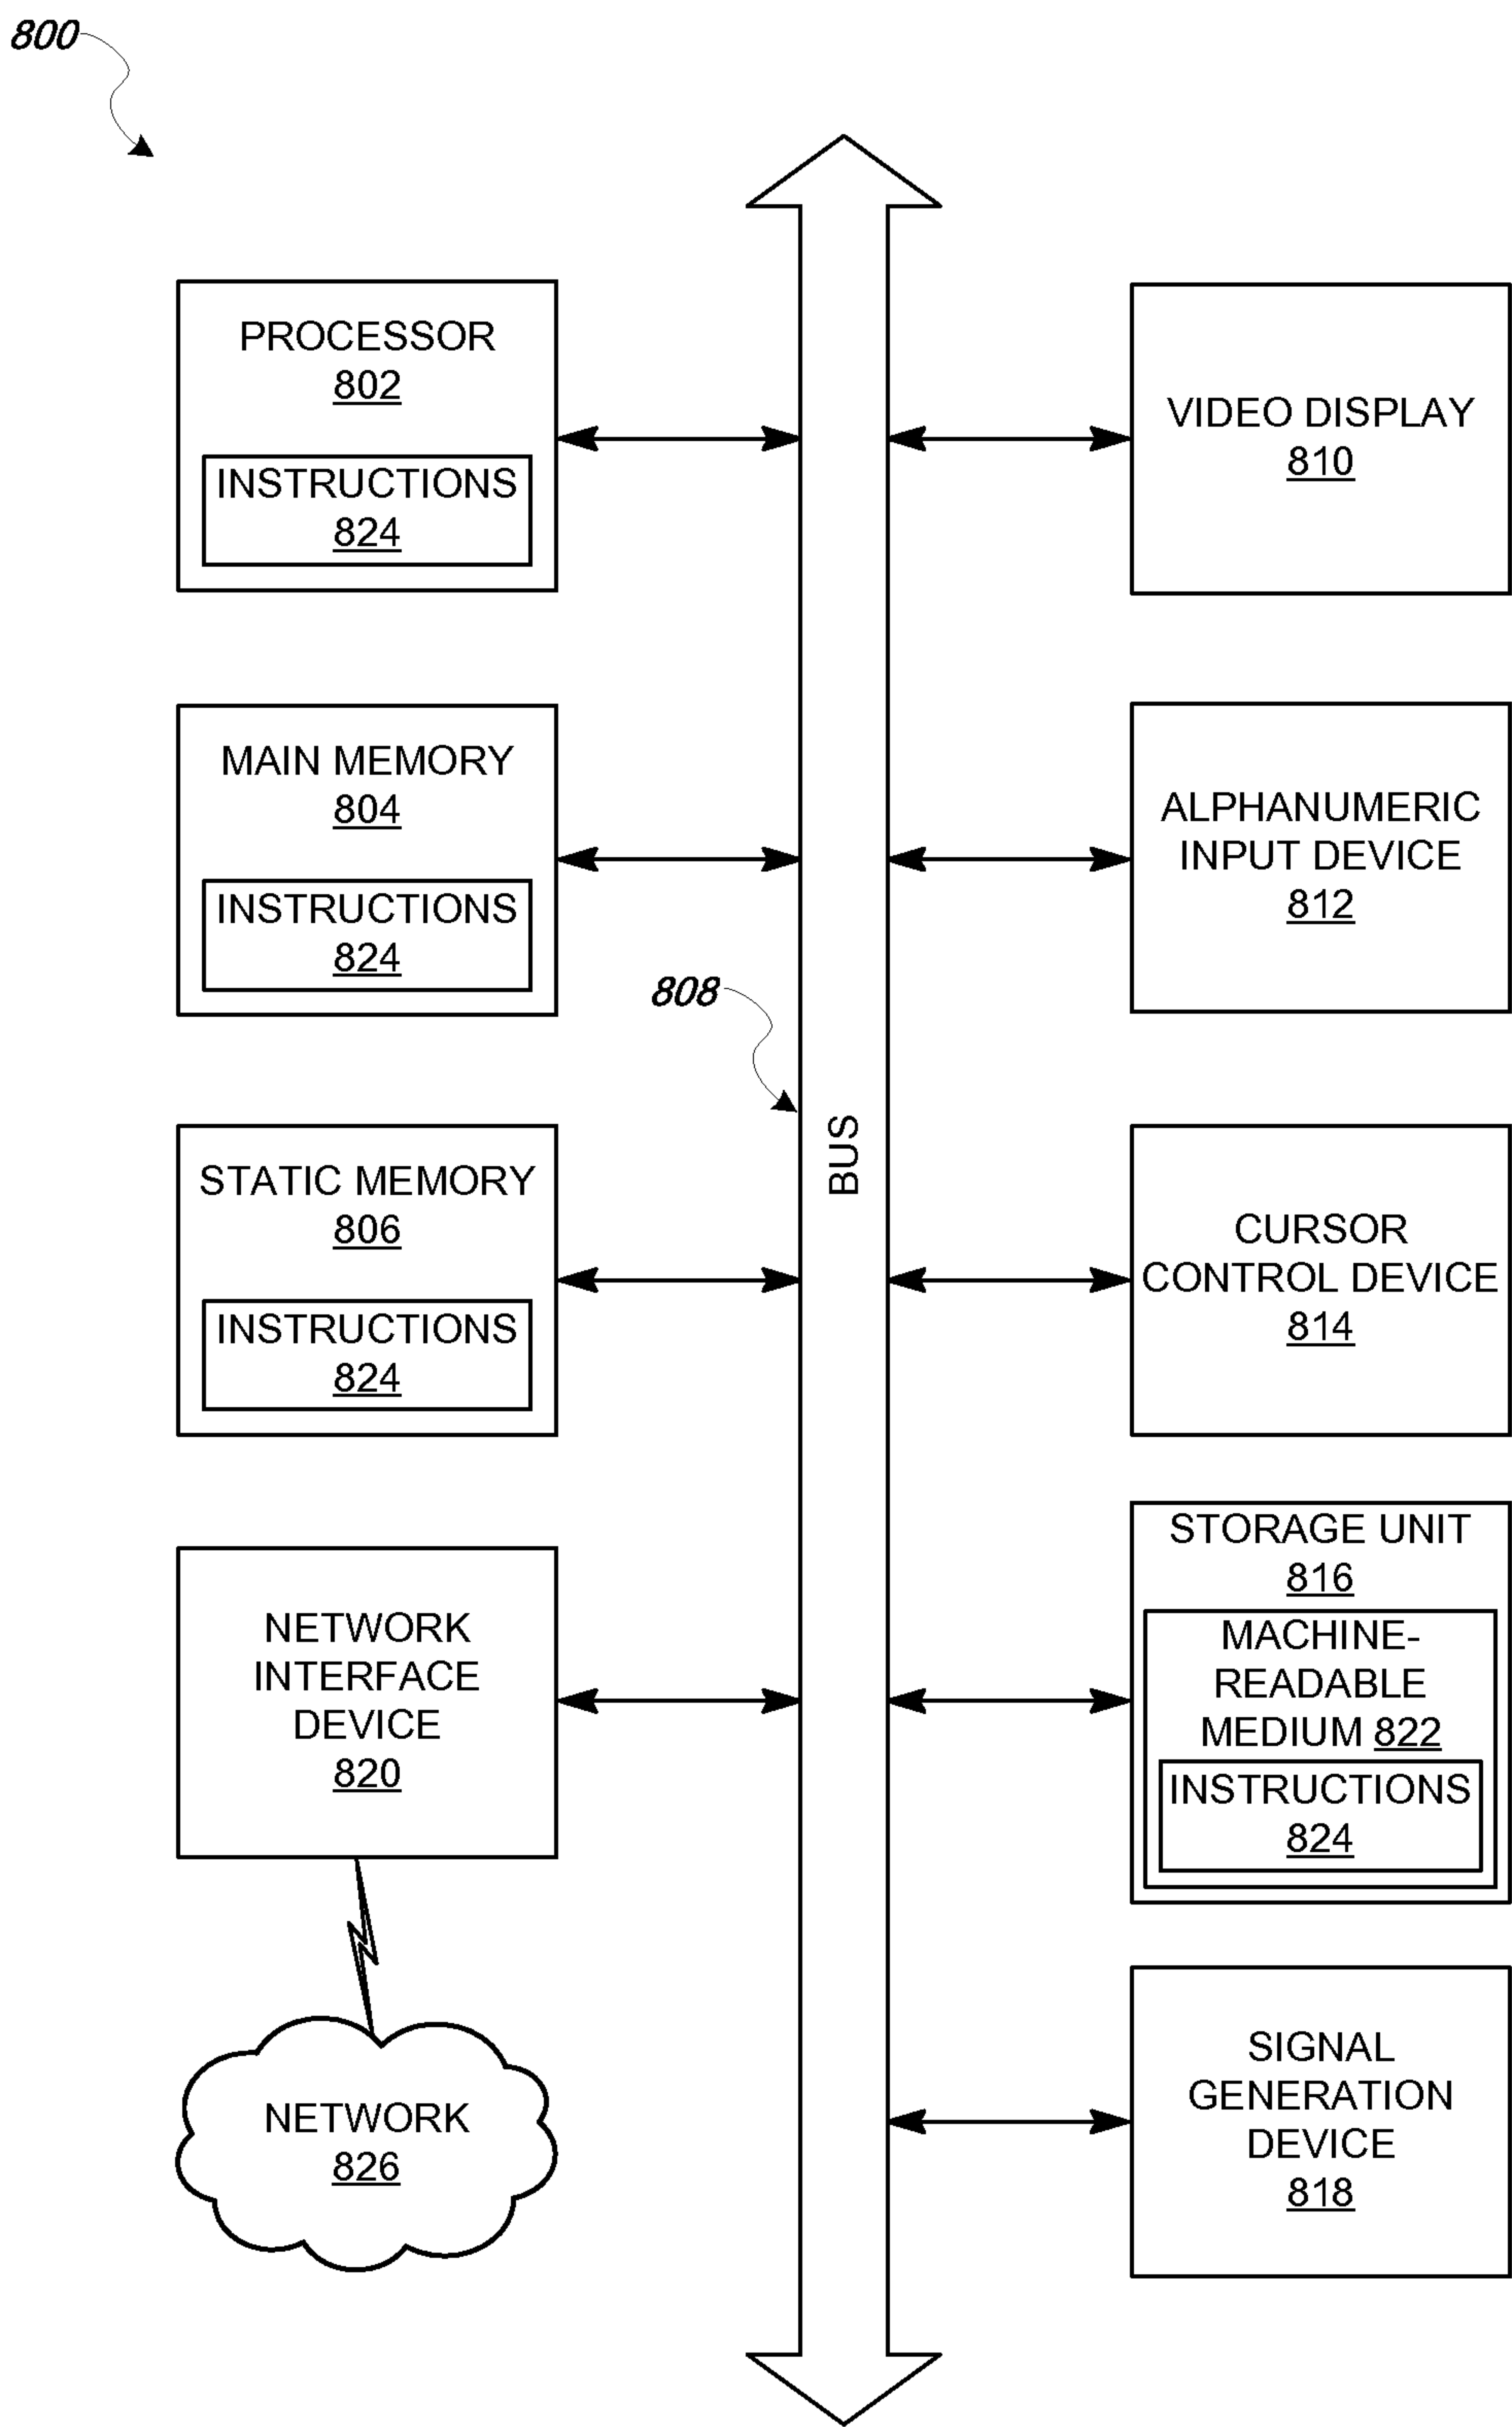 800
PROCESSOR
802
INSTRUCTIONS
824
MAIN MEMORY
804
INSTRUCTIONS
824
STATIC MEMORY
806
INSTRUCTIONS
824
NETWORK
INTERFACE
DEVICE
820
NETWORK
826
808
BUS
VIDEO DISPLAY
810
ALPHANUMERIC
INPUT DEVICE
812
CURSOR
CONTROL DEVICE
814
STORAGE UNIT
816
MACHINE-
READABLE
MEDIUM 822
INSTRUCTIONS
824
SIGNAL
GENERATION
DEVICE
818